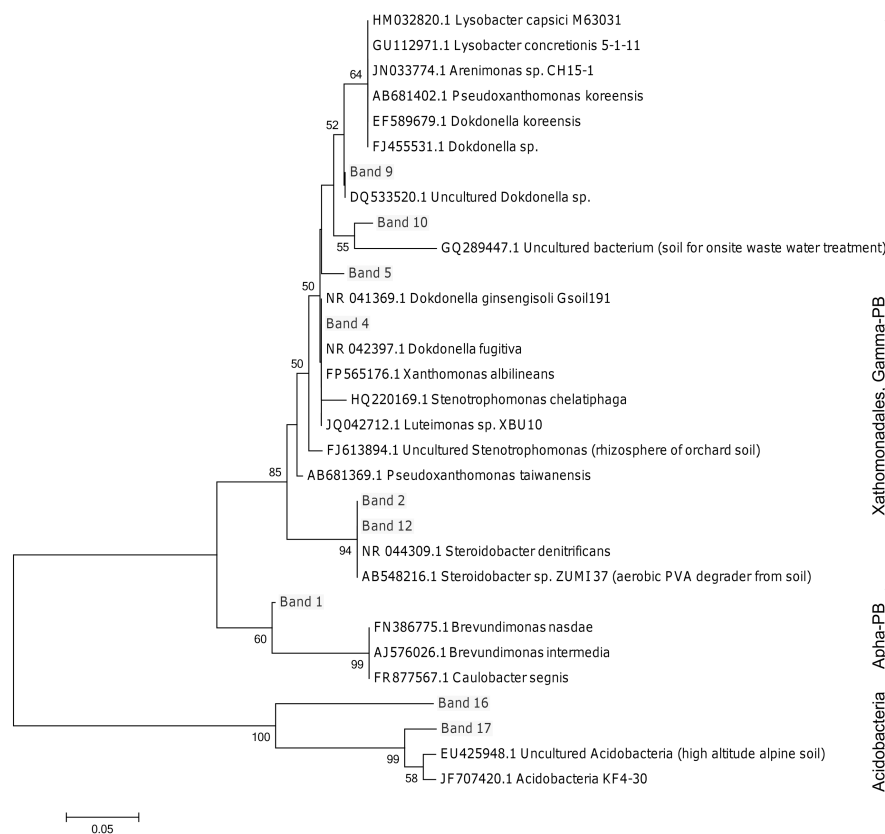 HM032820.1 Lysobacter capsici M63031
GU112971.1 Lysobacter concretionis 5-1-11
JN033774.1 Arenimonas sp. CH15-1
64
AB681402.1 Pseudoxanthomonas koreensis
EF589679.1 Dokdonella koreensis
52
FJ455531.1 Dokdonella sp.
Band 9
DQ533520.1 Uncultured Dokdonella sp.
Band 10
55
GQ289447.1 Uncultured bacterium (soil for onsite waste water treatment)
Band 5
50
NR 041369.1 Dokdonella ginsengisoli Gsoil191
Band 4
NR 042397.1 Dokdonella fugitiva
50
FP565176.1 Xanthomonas albilineans
HQ220169.1 Stenotrophomonas chelatiphaga
JQ042712.1 Luteimonas sp. XBU10
FJ613894.1 Uncultured Stenotrophomonas (rhizosphere of orchard soil)
85
AB681369.1 Pseudoxanthomonas taiwanensis
Band 2
Band 12
94
NR 044309.1 Steroidobacter denitrificans
AB548216.1 Steroidobacter sp. ZUMI37 (aerobic PVA degrader from soil)
Band 1
60
FN386775.1 Brevundimonas nasdae
AJ576026.1 Brevundimonas intermedia
99
FR877567.1 Caulobacter segnis
Band 16
100
Band 17
99
EU425948.1 Uncultured Acidobacteria (high altitude alpine soil)
58
JF707420.1 Acidobacteria KF4-30
0.05
Xathomonadales. Gamma-PB
Apha-PB
Acidobacteria